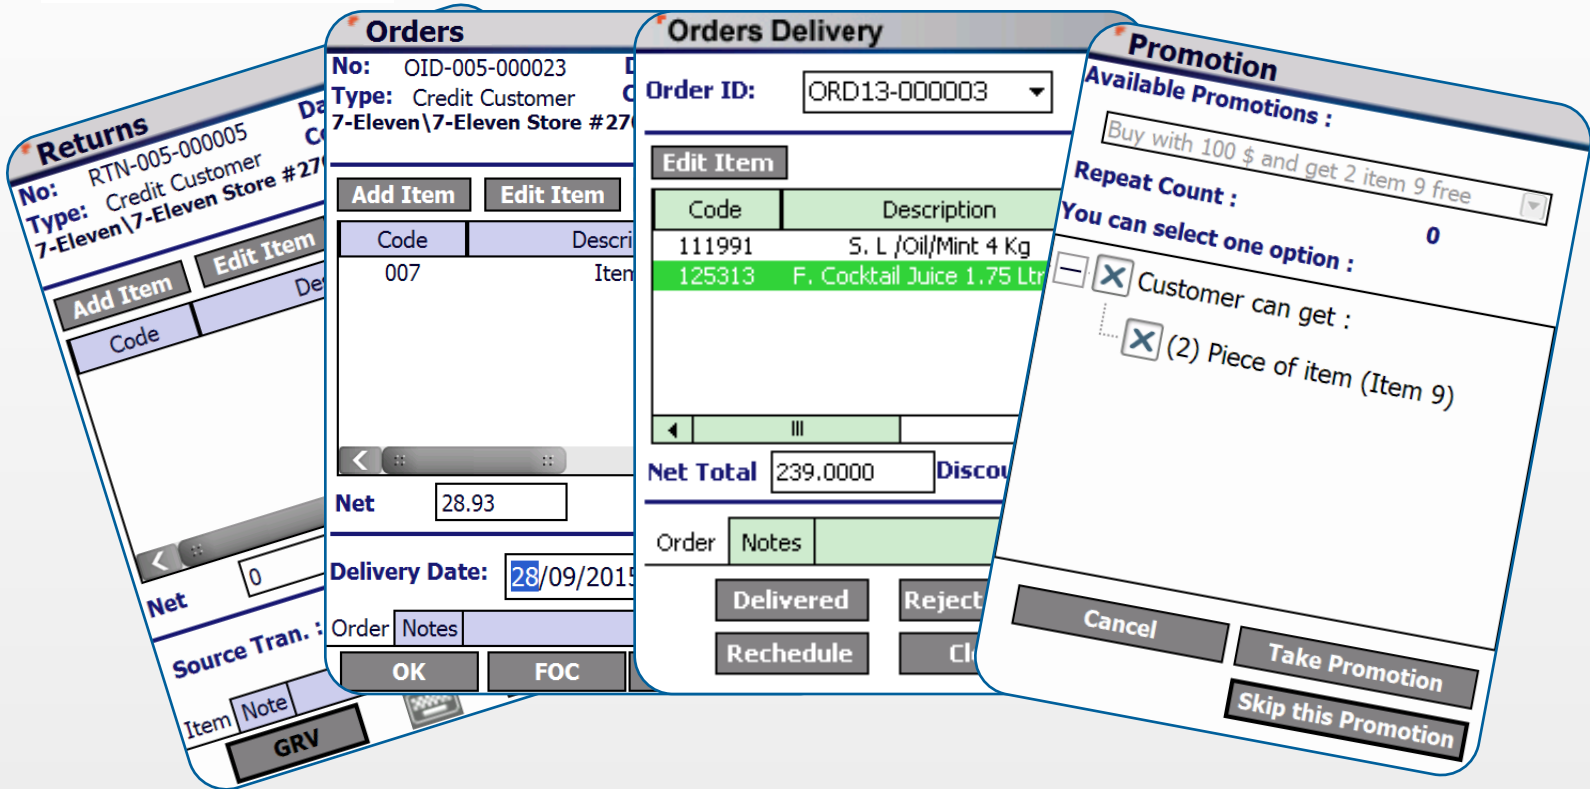 Returns
No: RTN-005-000005
Type: Credit Customer
7-Eleven\7-Eleven Store #27
Add Item Edit Item
Code
Net 0
Source Tran. :
Item Note
GRV
Orders
No: OID-005-000023
Type: Credit Customer
7-Eleven\7-Eleven Store #27
Add Item Edit Item
Code Descri
007 Item
Net 28.93
Delivery Date: 28/09/2015
Order Notes
OK FOC
Orders Delivery
Order ID: ORD13-000003
Edit Item
Code Description
111991 S. L /Oil/Mint 4 Kg
125313 F. Cocktail Juice 1.75 Ltr
Net Total 239.0000 Discou
Order Notes
Delivered Reject
Rechedule Cl
Promotion
Available Promotions :
Buy with 100 $ and get 2 item 9 free
Repeat Count : 0
You can select one option :
Customer can get :
(2) Piece of item (Item 9)
Cancel Take Promotion
Skip this Promotion